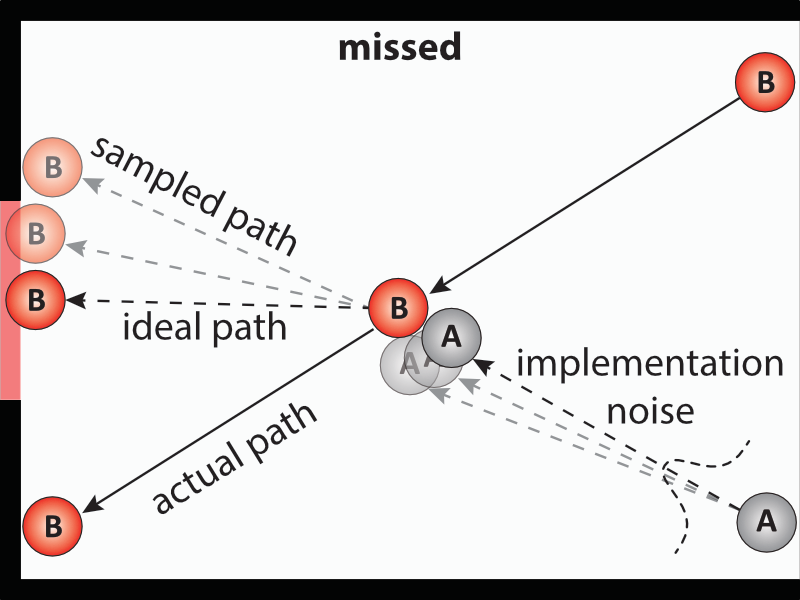 missed
B
B
sampled path
B
B
B
A
A
A
ideal path
implementation
noise
actual path
B
A